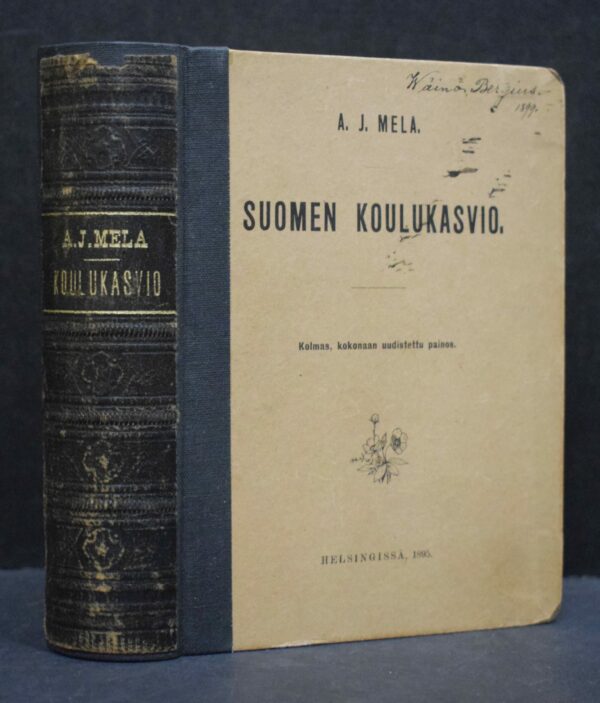 A.J.MELA
KOULUKASVIO
Wäinö Bergius.
1899.
A. J. MELA.
SUOMEN KOULUKASVIO.
Kolmas, kokonaan uudistettu painos.
HELSINGISSÄ, 1895.